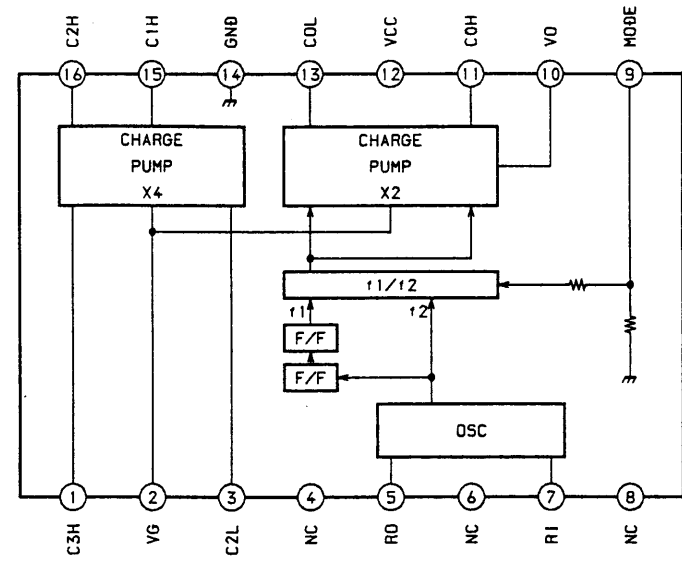 C2H
C1H
GND
COL
VCC
COH
VO
MODE
16
15
14
13
12
11
10
9
CHARGE
PUMP
X4
CHARGE
PUMP
X2
f1/f2
f1
f2
F/F
F/F
OSC
1
2
3
4
5
6
7
8
C3H
VG
C2L
NC
RO
NC
RI
NC